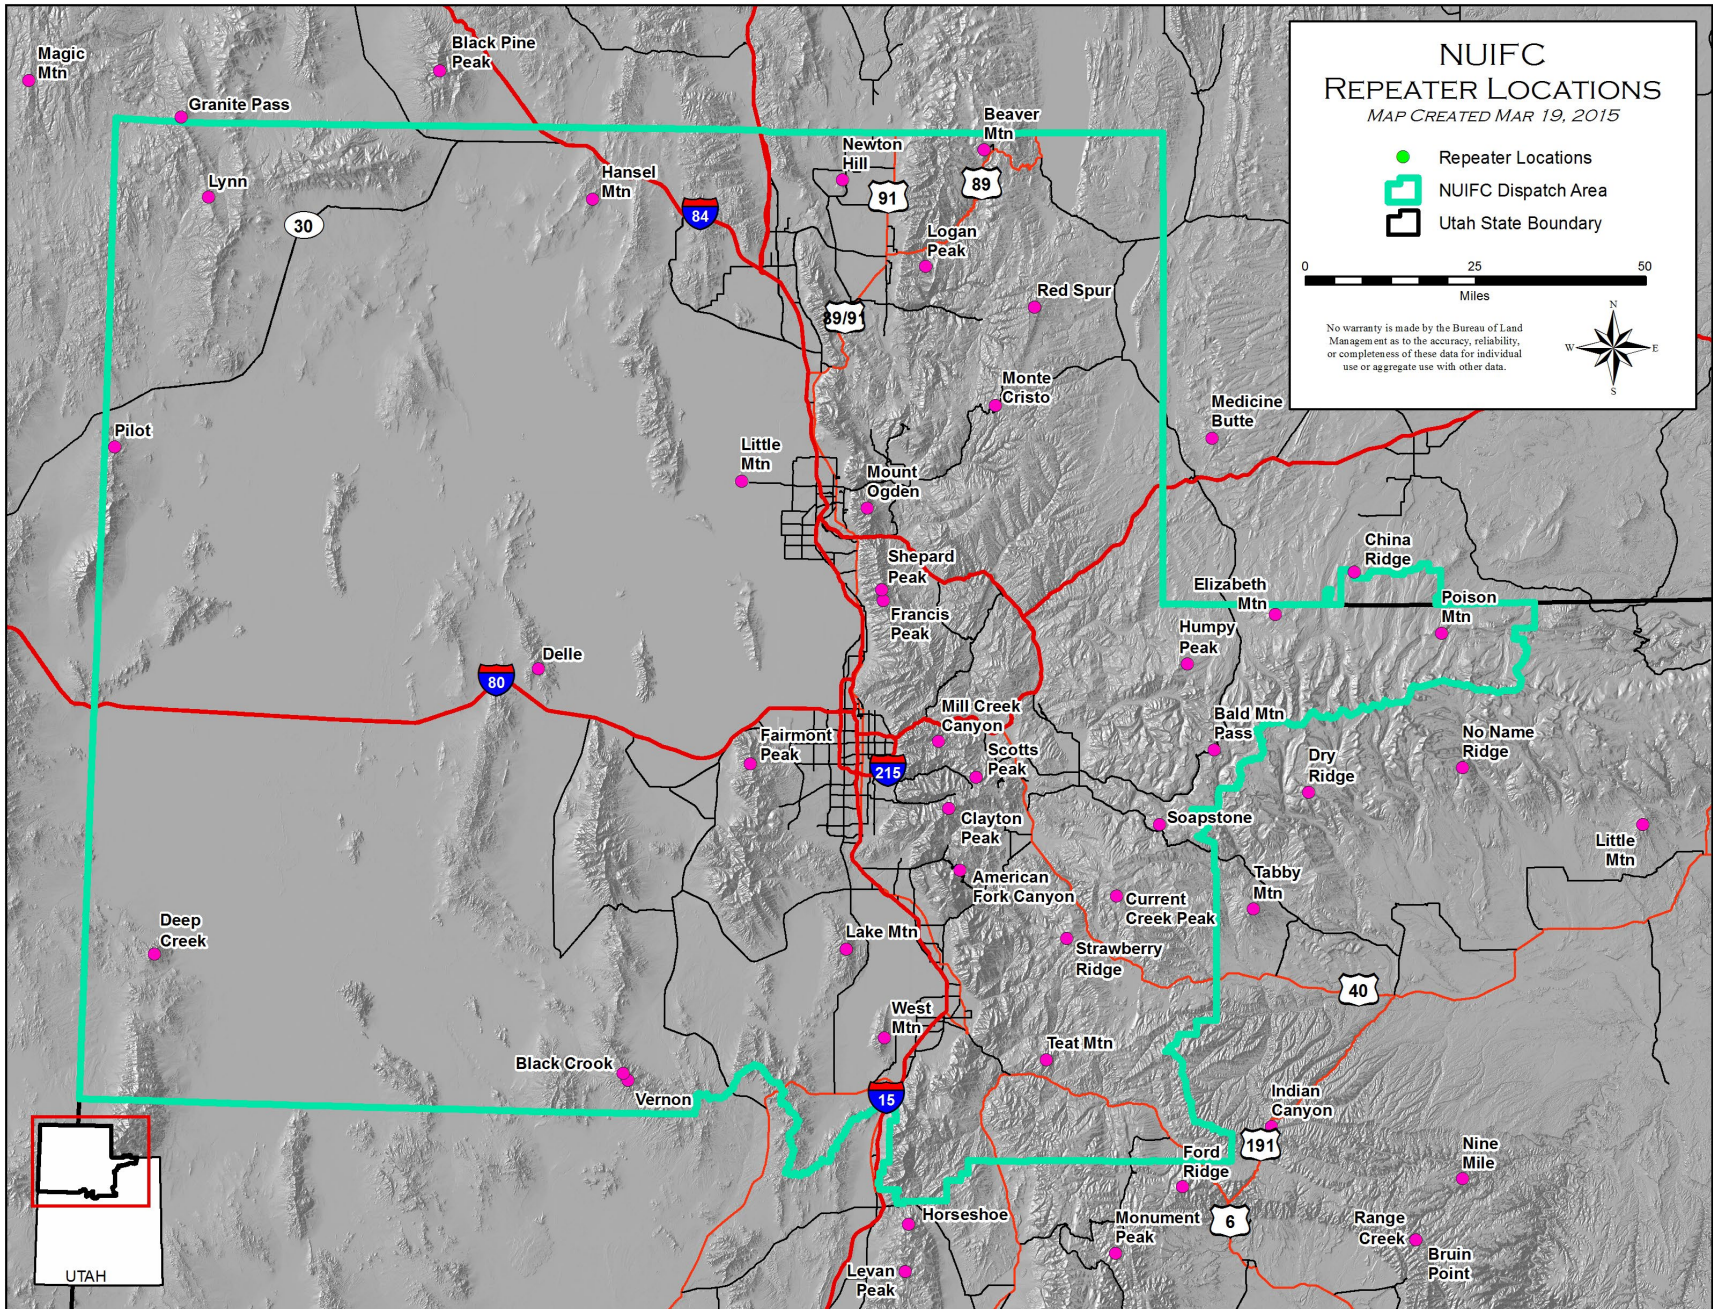 NUIFC
REPEATER LOCATIONS
MAP CREATED MAR 19, 2015
Repeater Locations
NUIFC Dispatch Area
Utah State Boundary
0 25 50
Miles
No warranty is made by the Bureau of Land
Management as to the accuracy, reliability,
or completeness of these data for individual
use or aggregate use with other data.
N
W E
S
Magic
Mtn
Black Pine
Peak
Granite Pass
Lynn
30
Hansel
Mtn
84
Newton
Hill
Beaver
Mtn
91
89
Logan
Peak
Red Spur
89/91
Monte
Cristo
Medicine
Butte
Pilot
Little
Mtn
Mount
Ogden
Shepard
Peak
Francis
Peak
China
Ridge
Elizabeth
Mtn
Poison
Mtn
Humpy
Peak
Delle
80
Mill Creek
Canyon
Fairmont
Peak
Scotts
Peak
215
Bald Mtn
Pass
No Name
Ridge
Dry
Ridge
Clayton
Peak
Soapstone
Little
Mtn
American
Fork Canyon
Tabby
Mtn
Current
Creek Peak
Deep
Creek
Lake Mtn
Strawberry
Ridge
40
West
Mtn
Teat Mtn
Black Crook
Vernon
15
Indian
Canyon
191
Ford
Ridge
Nine
Mile
Horseshoe
Monument
Peak
6
Range
Creek
Bruin
Point
Levan
Peak
UTAH